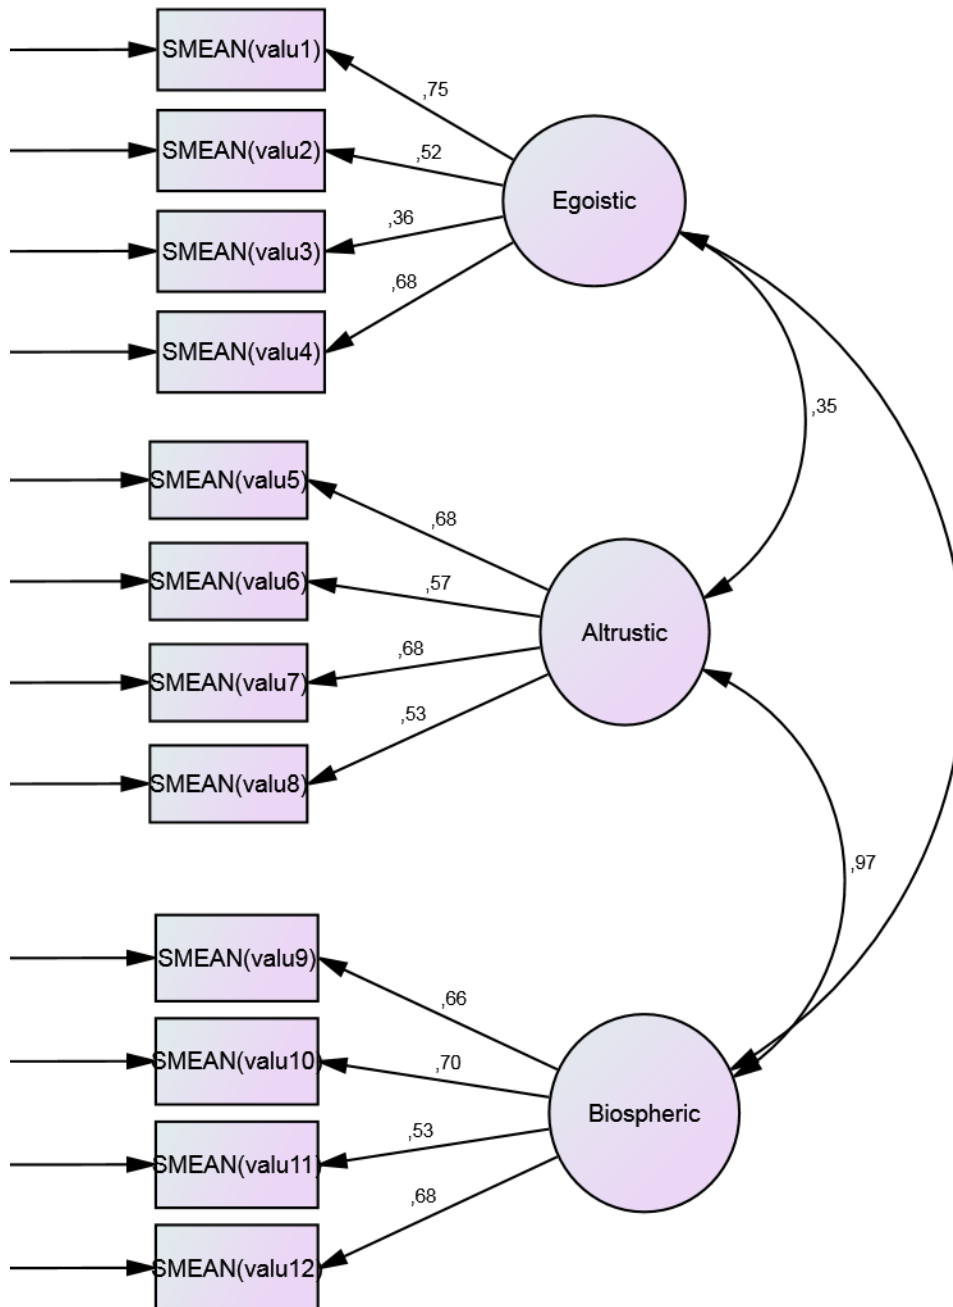 SMEAN(valu1)
,75
SMEAN(valu2)
,52
Egoistic
SMEAN(valu3)
,36
SMEAN(valu4)
,68
,35
SMEAN(valu5)
,68
SMEAN(valu6)
,57
Altrustic
SMEAN(valu7)
,68
SMEAN(valu8)
,53
,97
SMEAN(valu9)
,66
SMEAN(valu10)
,70
Biospheric
SMEAN(valu11)
,53
SMEAN(valu12)
,68